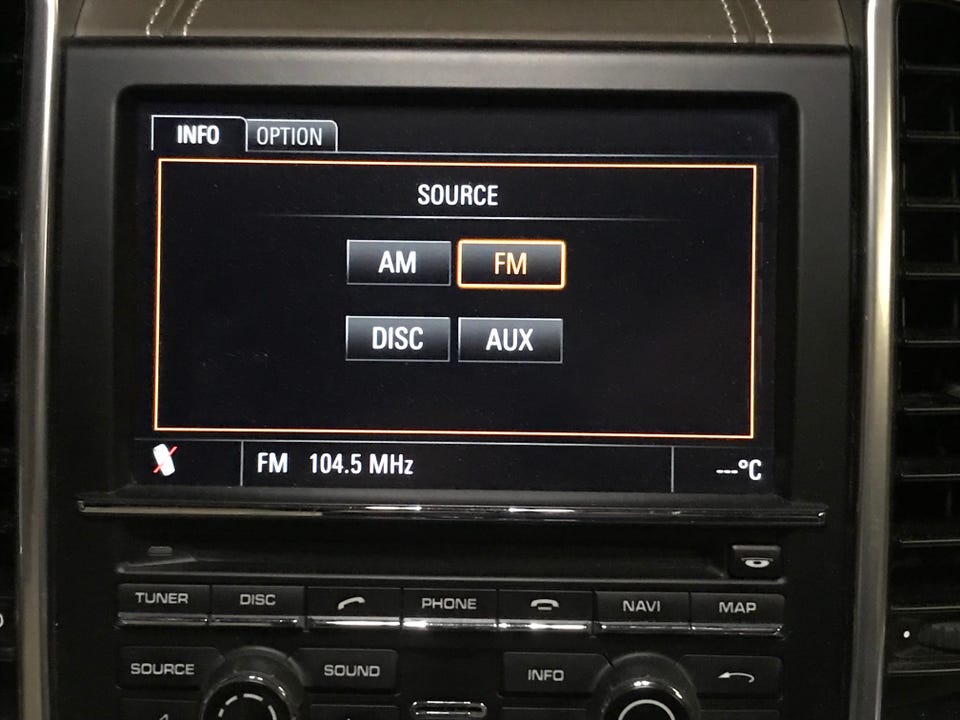 INFO OPTION
SOURCE
AM FM
DISC AUX
FM 104.5 MHz ---°C
TUNER DISC PHONE NAVI MAP
SOURCE SOUND INFO